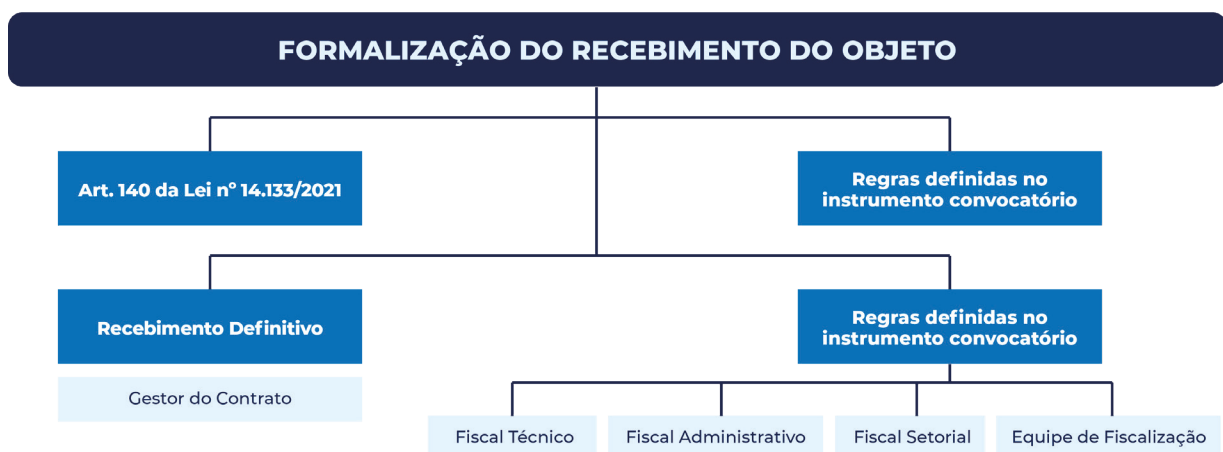 FORMALIZAÇÃO DO RECEBIMENTO DO OBJETO
Art. 140 da Lei nº 14.133/2021
Regras definidas no
instrumento convocatório
Recebimento Definitivo
Gestor do Contrato
Regras definidas no
instrumento convocatório
Fiscal Técnico
Fiscal Administrativo
Fiscal Setorial
Equipe de Fiscalização